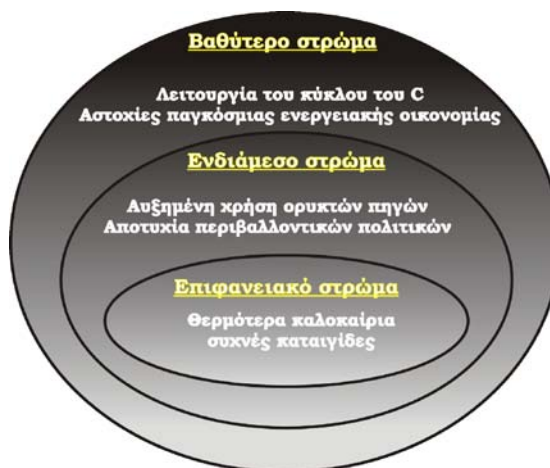 Βαθύτερο στρώμα
Λειτουργία του κύκλου του C
Αστοχίες παγκόσμιας ενεργειακής οικονομίας
Ενδιάμεσο στρώμα
Αυξημένη χρήση ορυκτών πηγών
Αποτυχία περιβαλλοντικών πολιτικών
Επιφανειακό στρώμα
Θερμότερα καλοκαίρια
συχνές καταιγίδες